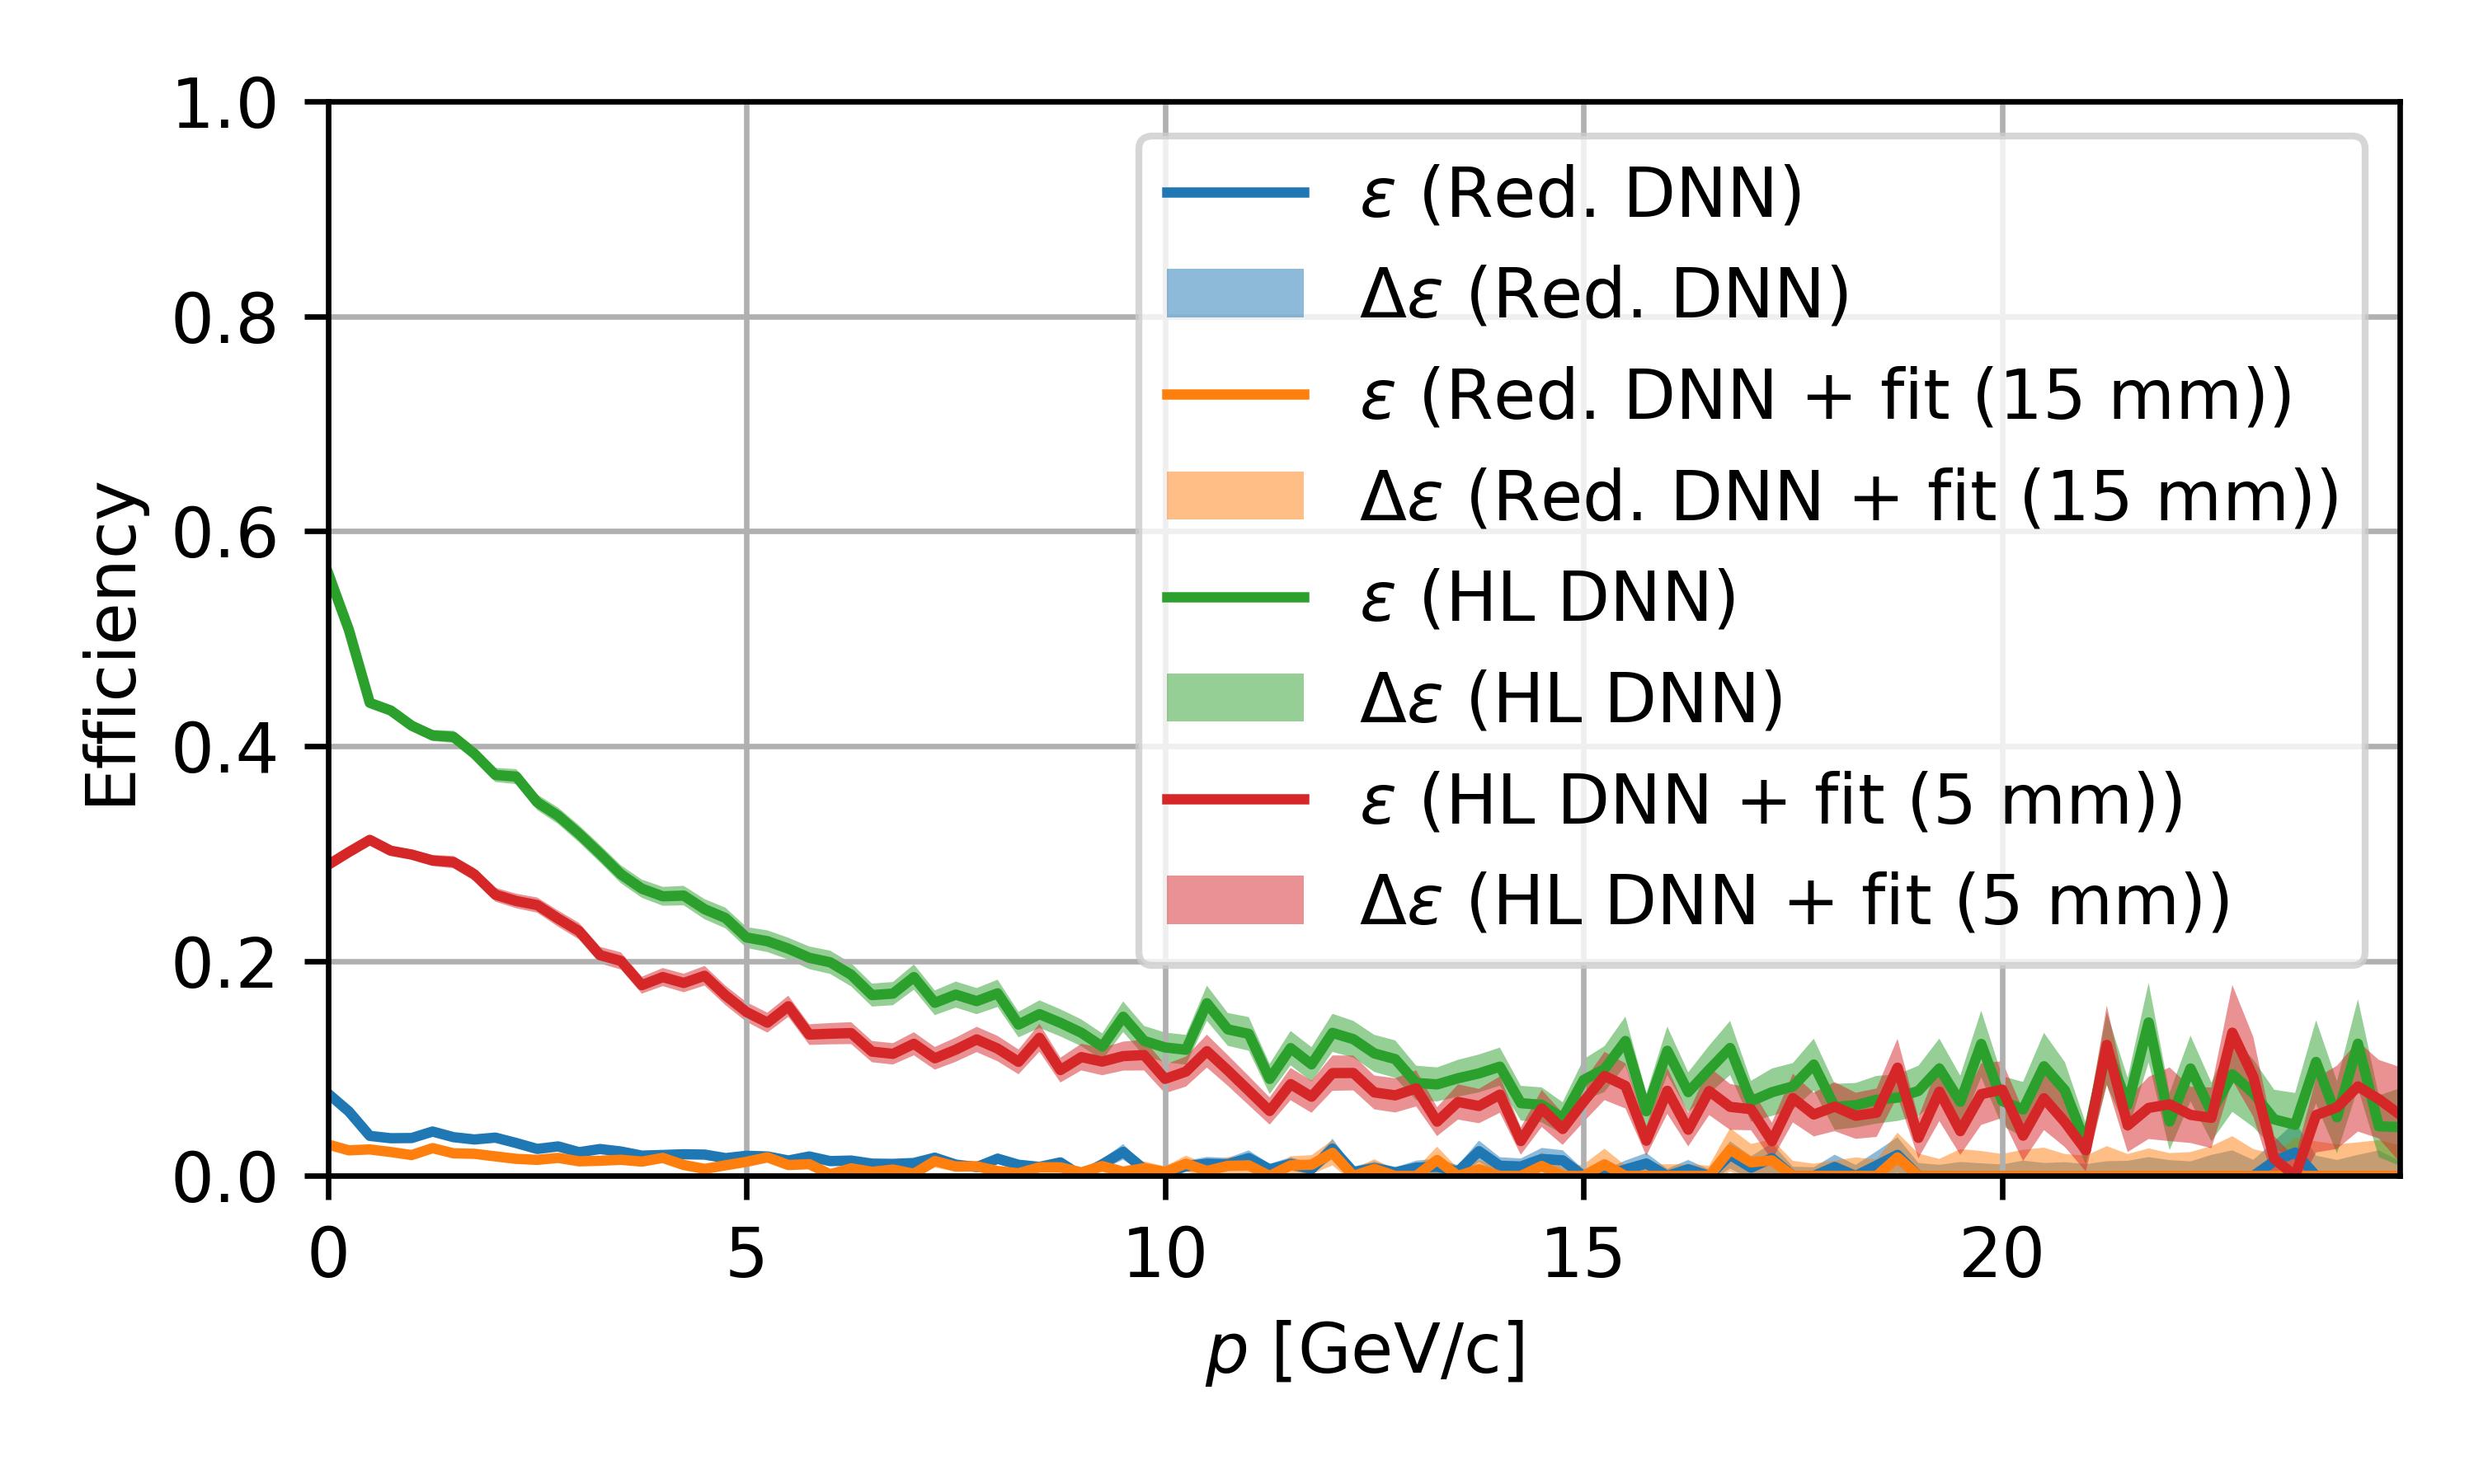 1.0
0.8
0.6
0.4
0.2
0.0
Efficiency
ε (Red. DNN)
Δε (Red. DNN)
ε (Red. DNN + fit (15 mm))
Δε (Red. DNN + fit (15 mm))
ε (HL DNN)
Δε (HL DNN)
ε (HL DNN + fit (5 mm))
Δε (HL DNN + fit (5 mm))
0 5 10 15 20
p [GeV/c]